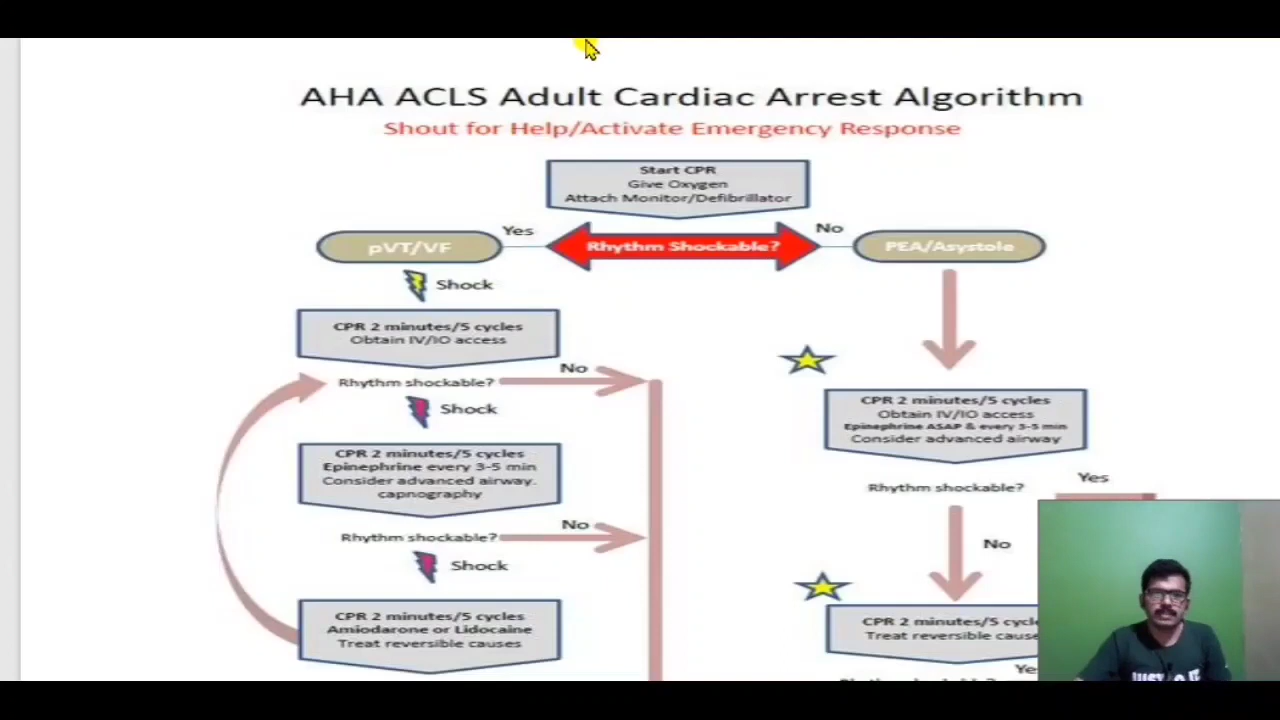 AHA ACLS Adult Cardiac Arrest Algorithm
Shout for Help/Activate Emergency Response
Start CPR
Give Oxygen
Attach Monitor/Defibrillator
Yes
No
pVT/VF
Rhythm Shockable?
PEA/Asystole
Shock
CPR 2 minutes/5 cycles
Obtain IV/IO access
Rhythm shockable?
No
Shock
CPR 2 minutes/5 cycles
Epinephrine every 3-5 min
Consider advanced airway.
capnography
Rhythm shockable?
No
Shock
CPR 2 minutes/5 cycles
Amiodarone or Lidocaine
Treat reversible causes
CPR 2 minutes/5 cycles
Obtain IV/IO access
Epinephrine ASAP & every 3-5 min
Consider advanced airway
Rhythm shockable?
Yes
No
CPR 2 minutes/5
Treat reversible
Yes